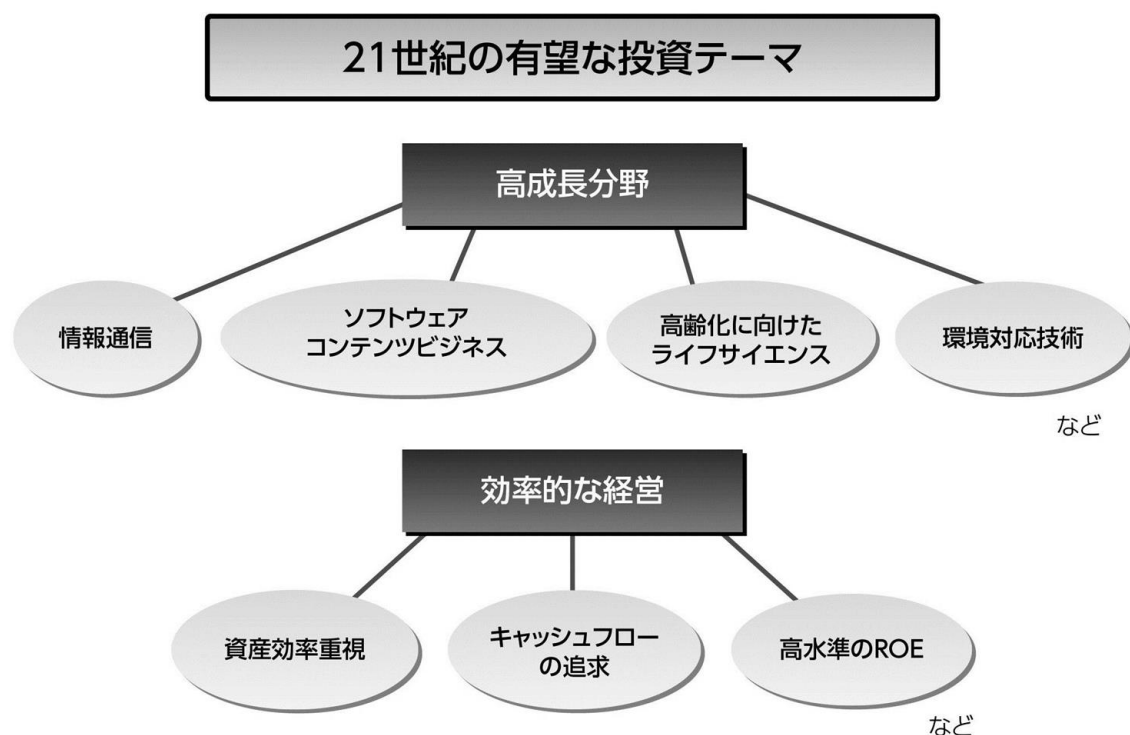 21世紀の有望な投資テーマ
高成長分野
情報通信
ソフトウェア
コンテンツビジネス
高齢化に向けた
ライフサイエンス
環境対応技術
など
効率的な経営
資産効率重視
キャッシュフロー
の追求
高水準のROE
など